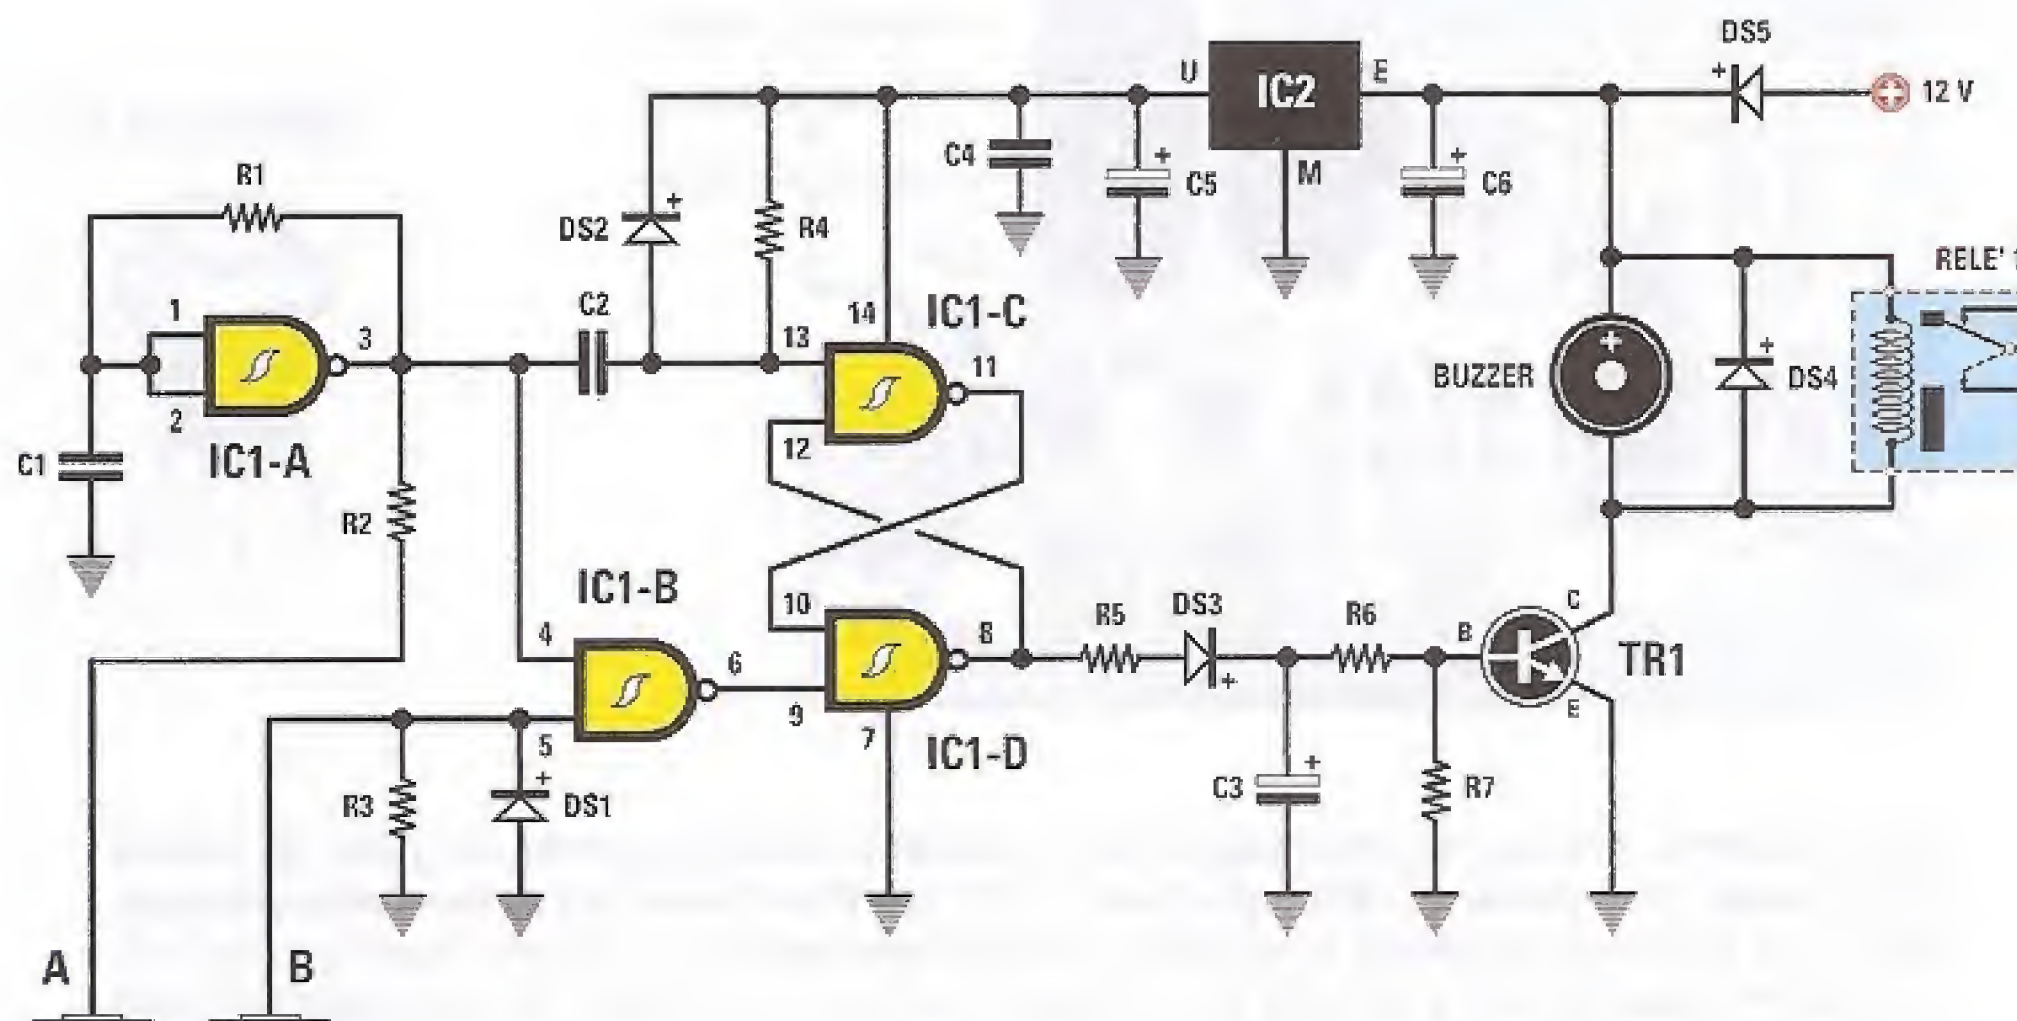 DS5
U
IC2
E
+
12 V
C4
+
C5
M
+
C6
R1
DS2
+
R4
RELE'
1
3
2
IC1-A
C1
C2
14
IC1-C
13
11
12
+
BUZZER
+
DS4
R2
IC1-B
4
6
5
10
8
9
7
IC1-D
R5
DS3
+
R6
B
C
E
TR1
R3
+
DS1
C3
+
R7
A
B